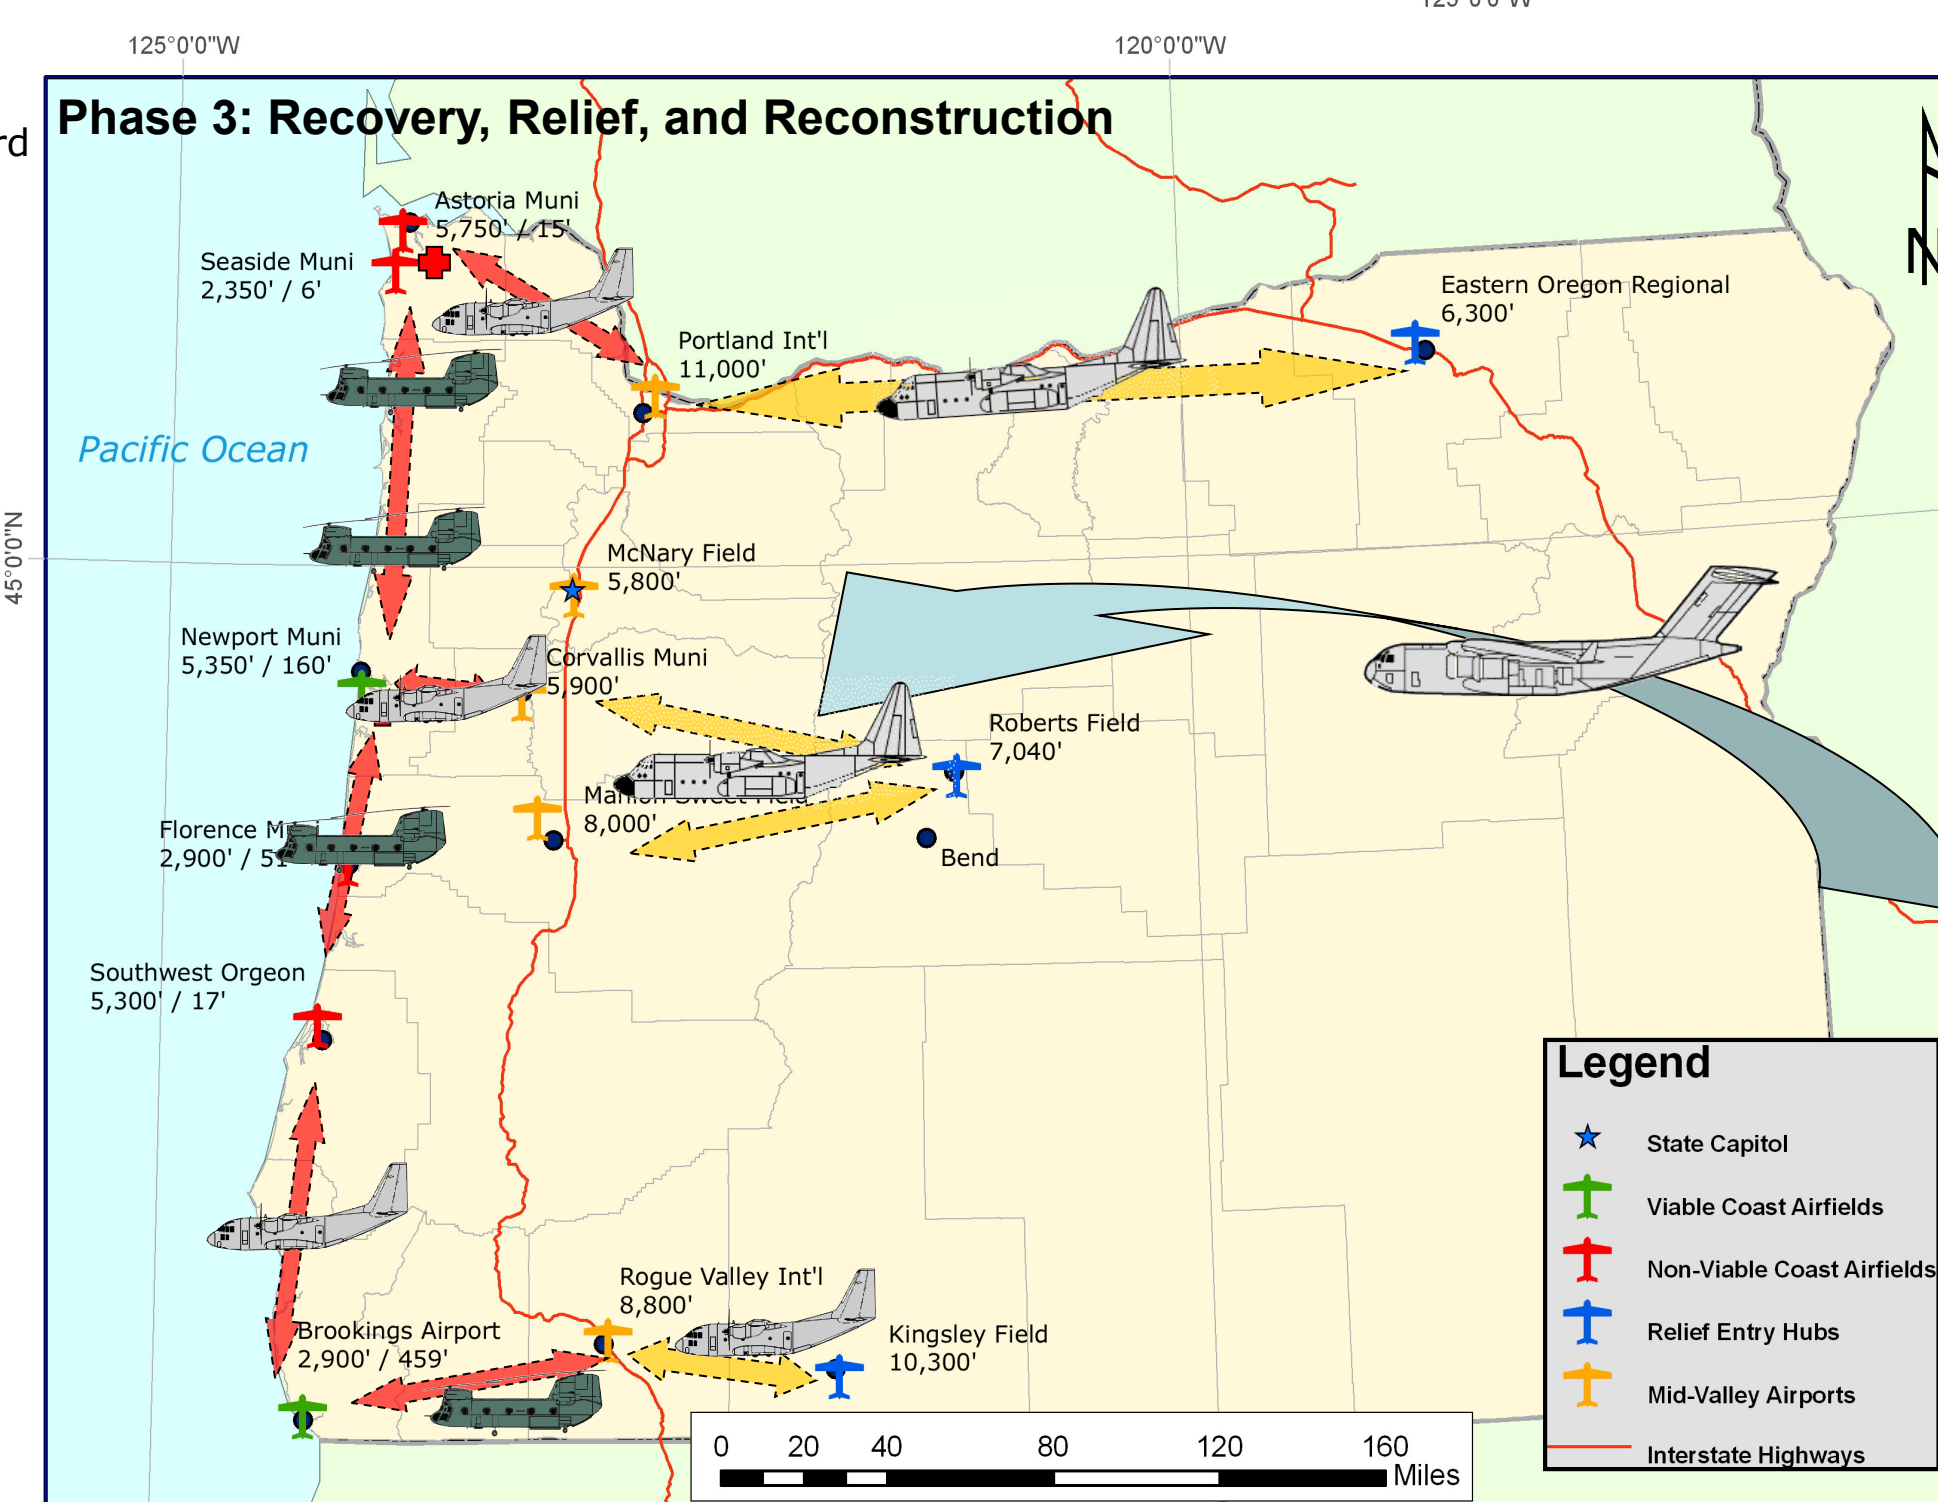 125°0'0"W
120°0'0"W
rd
Phase 3: Recovery, Relief, and Reconstruction
Astoria Muni
5,750' / 15'
Seaside Muni
2,350' / 6'
Eastern Oregon Regional
6,300'
N
Portland Int'l
11,000'
Pacific Ocean
45°0'0"N
McNary Field
5,800'
Newport Muni
5,350' / 160'
Corvallis Muni
5,900'
Roberts Field
7,040'
Mahlon Sweet Field
8,000'
Florence M
2,900' / 51
Bend
Southwest Orgeon
5,300' / 17'
Rogue Valley Int'l
8,800'
Brookings Airport
2,900' / 459'
Kingsley Field
10,300'
Legend
State Capitol
Viable Coast Airfields
Non-Viable Coast Airfields
Relief Entry Hubs
Mid-Valley Airports
Interstate Highways
0 20 40 80 120 160
Miles